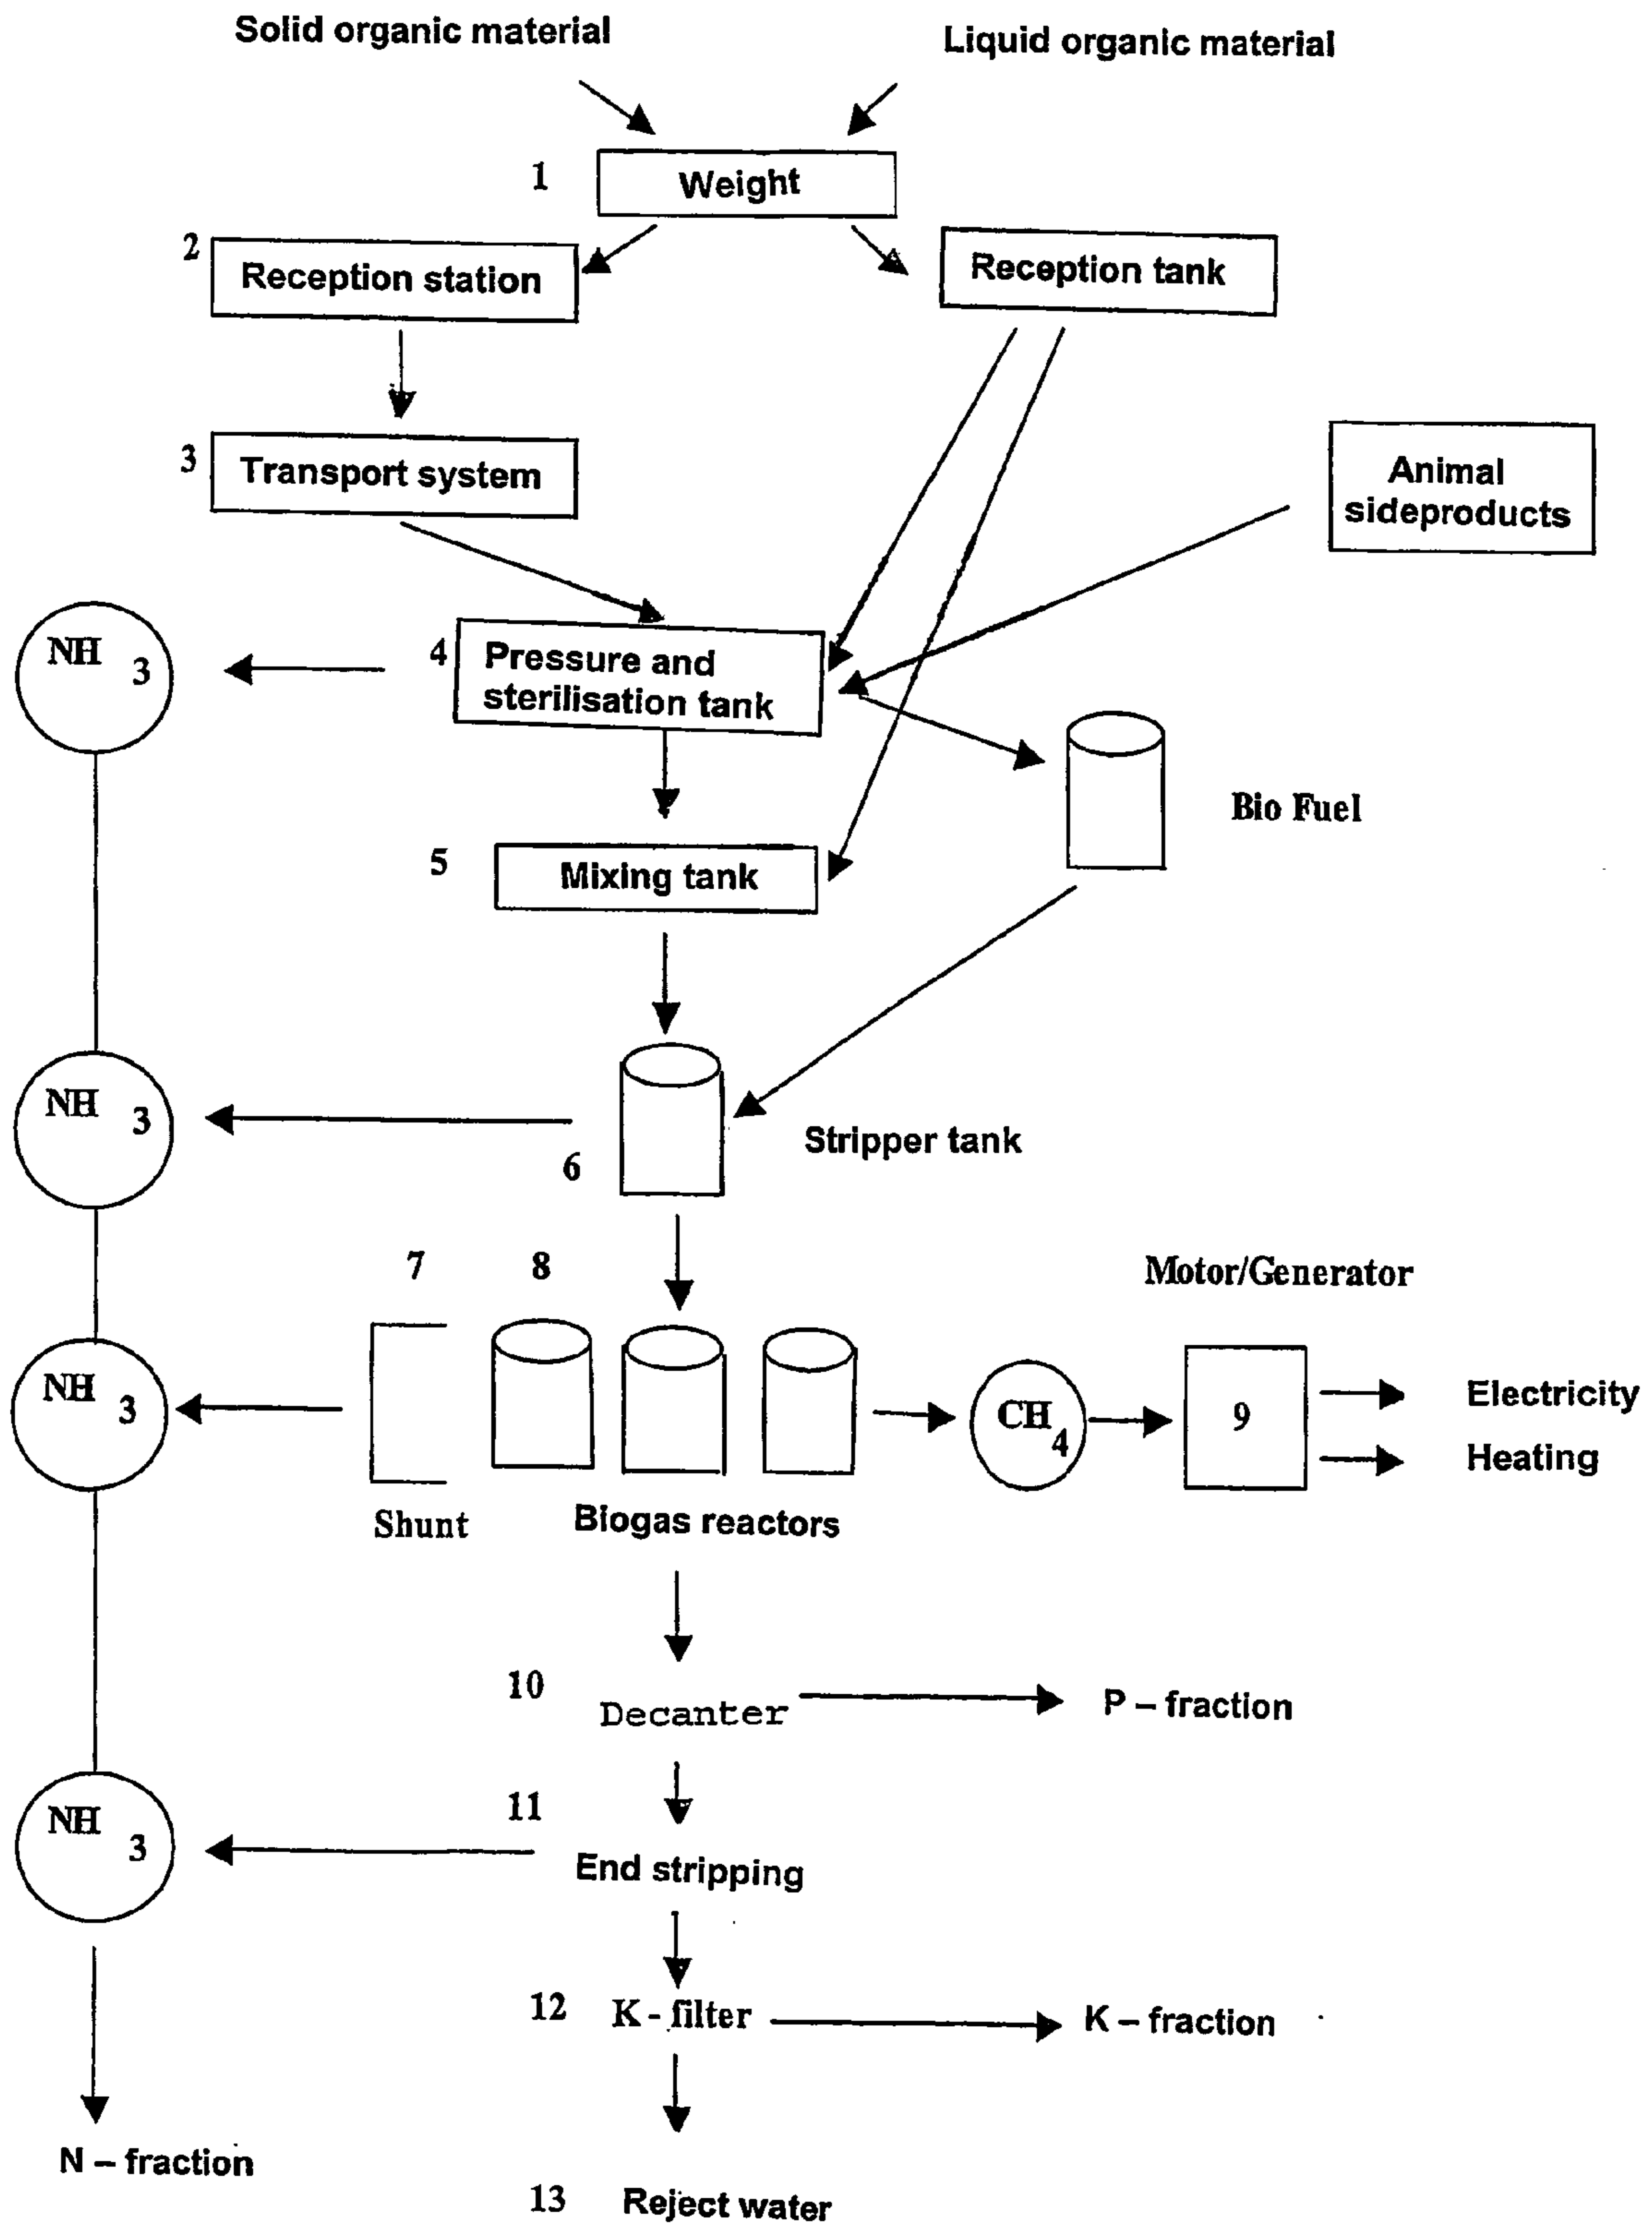 Solid organic material
Liquid organic material
1
Weight
2
Reception station
Reception tank
3
Transport system
Animal
sideproducts
NH 3
4
Pressure and
sterilisation tank
Bio Fuel
5
Mixing tank
NH 3
6
Stripper tank
7
8
Motor/Generator
NH 3
CH 4
9
Electricity
Heating
Shunt
Biogas reactors
10
Decanter
P – fraction
11
NH 3
End stripping
12
K - filter
K – fraction
N – fraction
13
Reject water